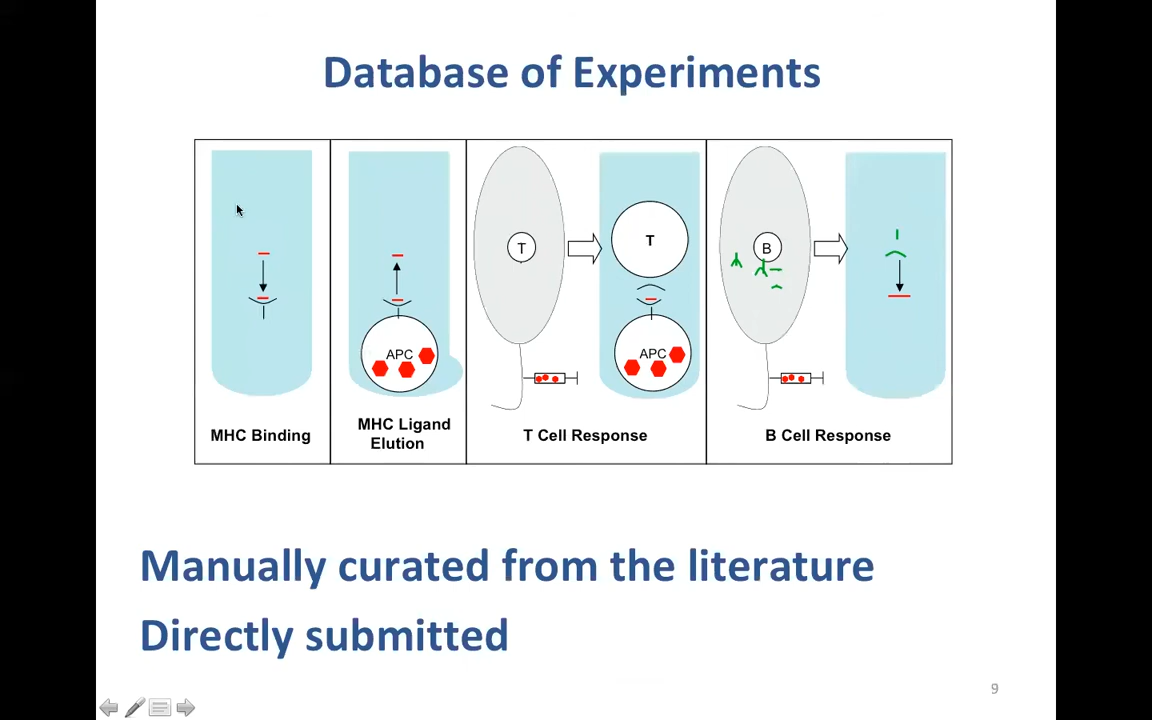 Database of Experiments
T
T
B
APC
APC
MHC Binding
MHC Ligand
Elution
T Cell Response
B Cell Response
Manually curated from the literature
Directly submitted
9